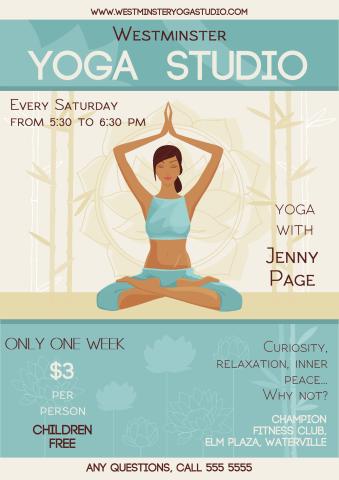 www.westminsteryogastudio.com
Westminster
YOGA STUDIO
Every Saturday
from 5:30 to 6:30 pm
YOGA
WITH
Jenny
Page
ONLY ONE WEEK
$3
PER
PERSON
CHILDREN
FREE
Curiosity,
relaxation, inner
peace...
Why not?
CHAMPION
FITNESS CLUB,
ELM PLAZA, WATERVILLE
ANY QUESTIONS, CALL 555 5555